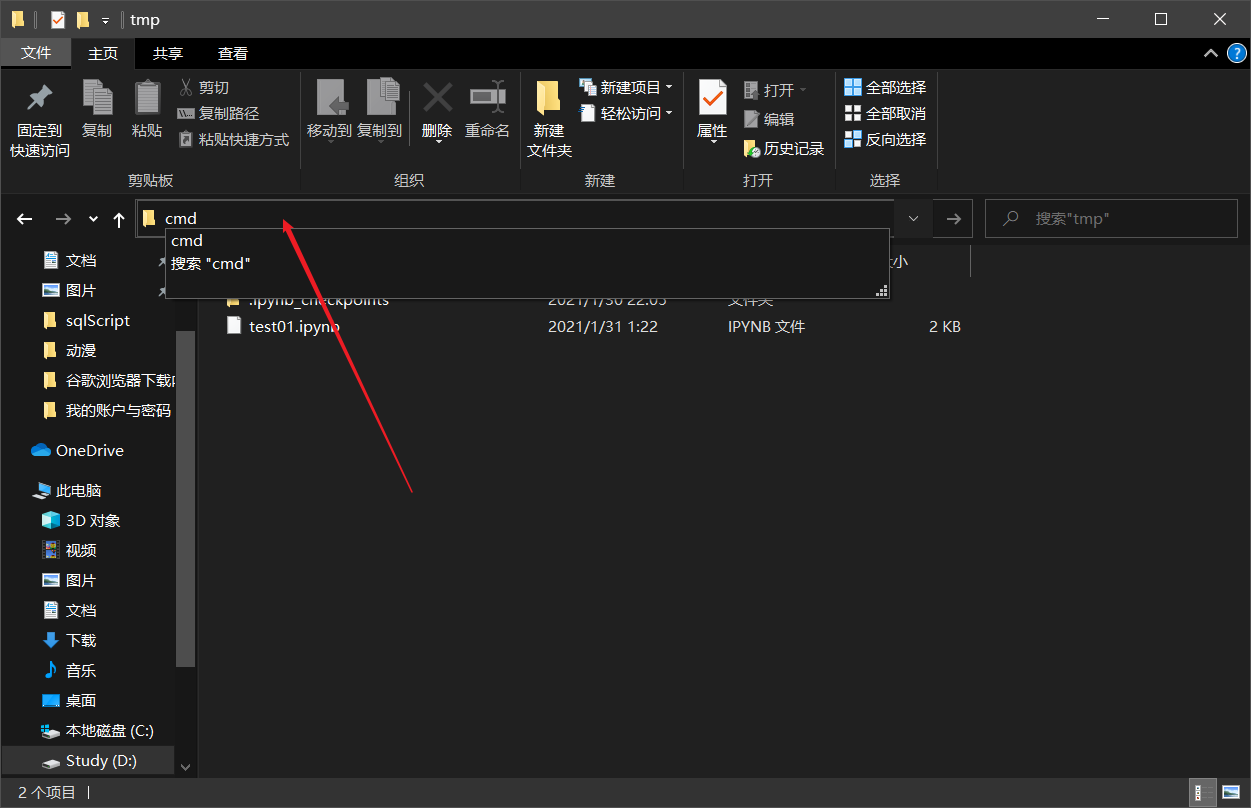 tmp
文件 主页 共享 查看
固定到
快速访问
复制
粘贴
剪切
复制路径
粘贴快捷方式
剪贴板
移动到 复制到 删除 重命名
组织
新建
文件夹
新建项目
轻松访问
新建
属性
打开
编辑
历史记录
打开
全部选择
全部取消
反向选择
选择
cmd
搜索"tmp"
cmd
搜索 "cmd"
.ipynb_checkpoints 2021/1/30 22:05 文件夹
test01.ipynb 2021/1/31 1:22 IPYNB 文件 2 KB
文档
图片
sqlScript
动漫
谷歌浏览器下载
我的账户与密码
OneDrive
此电脑
3D 对象
视频
图片
文档
下载
音乐
桌面
本地磁盘 (C:)
Study (D:)
2 个项目